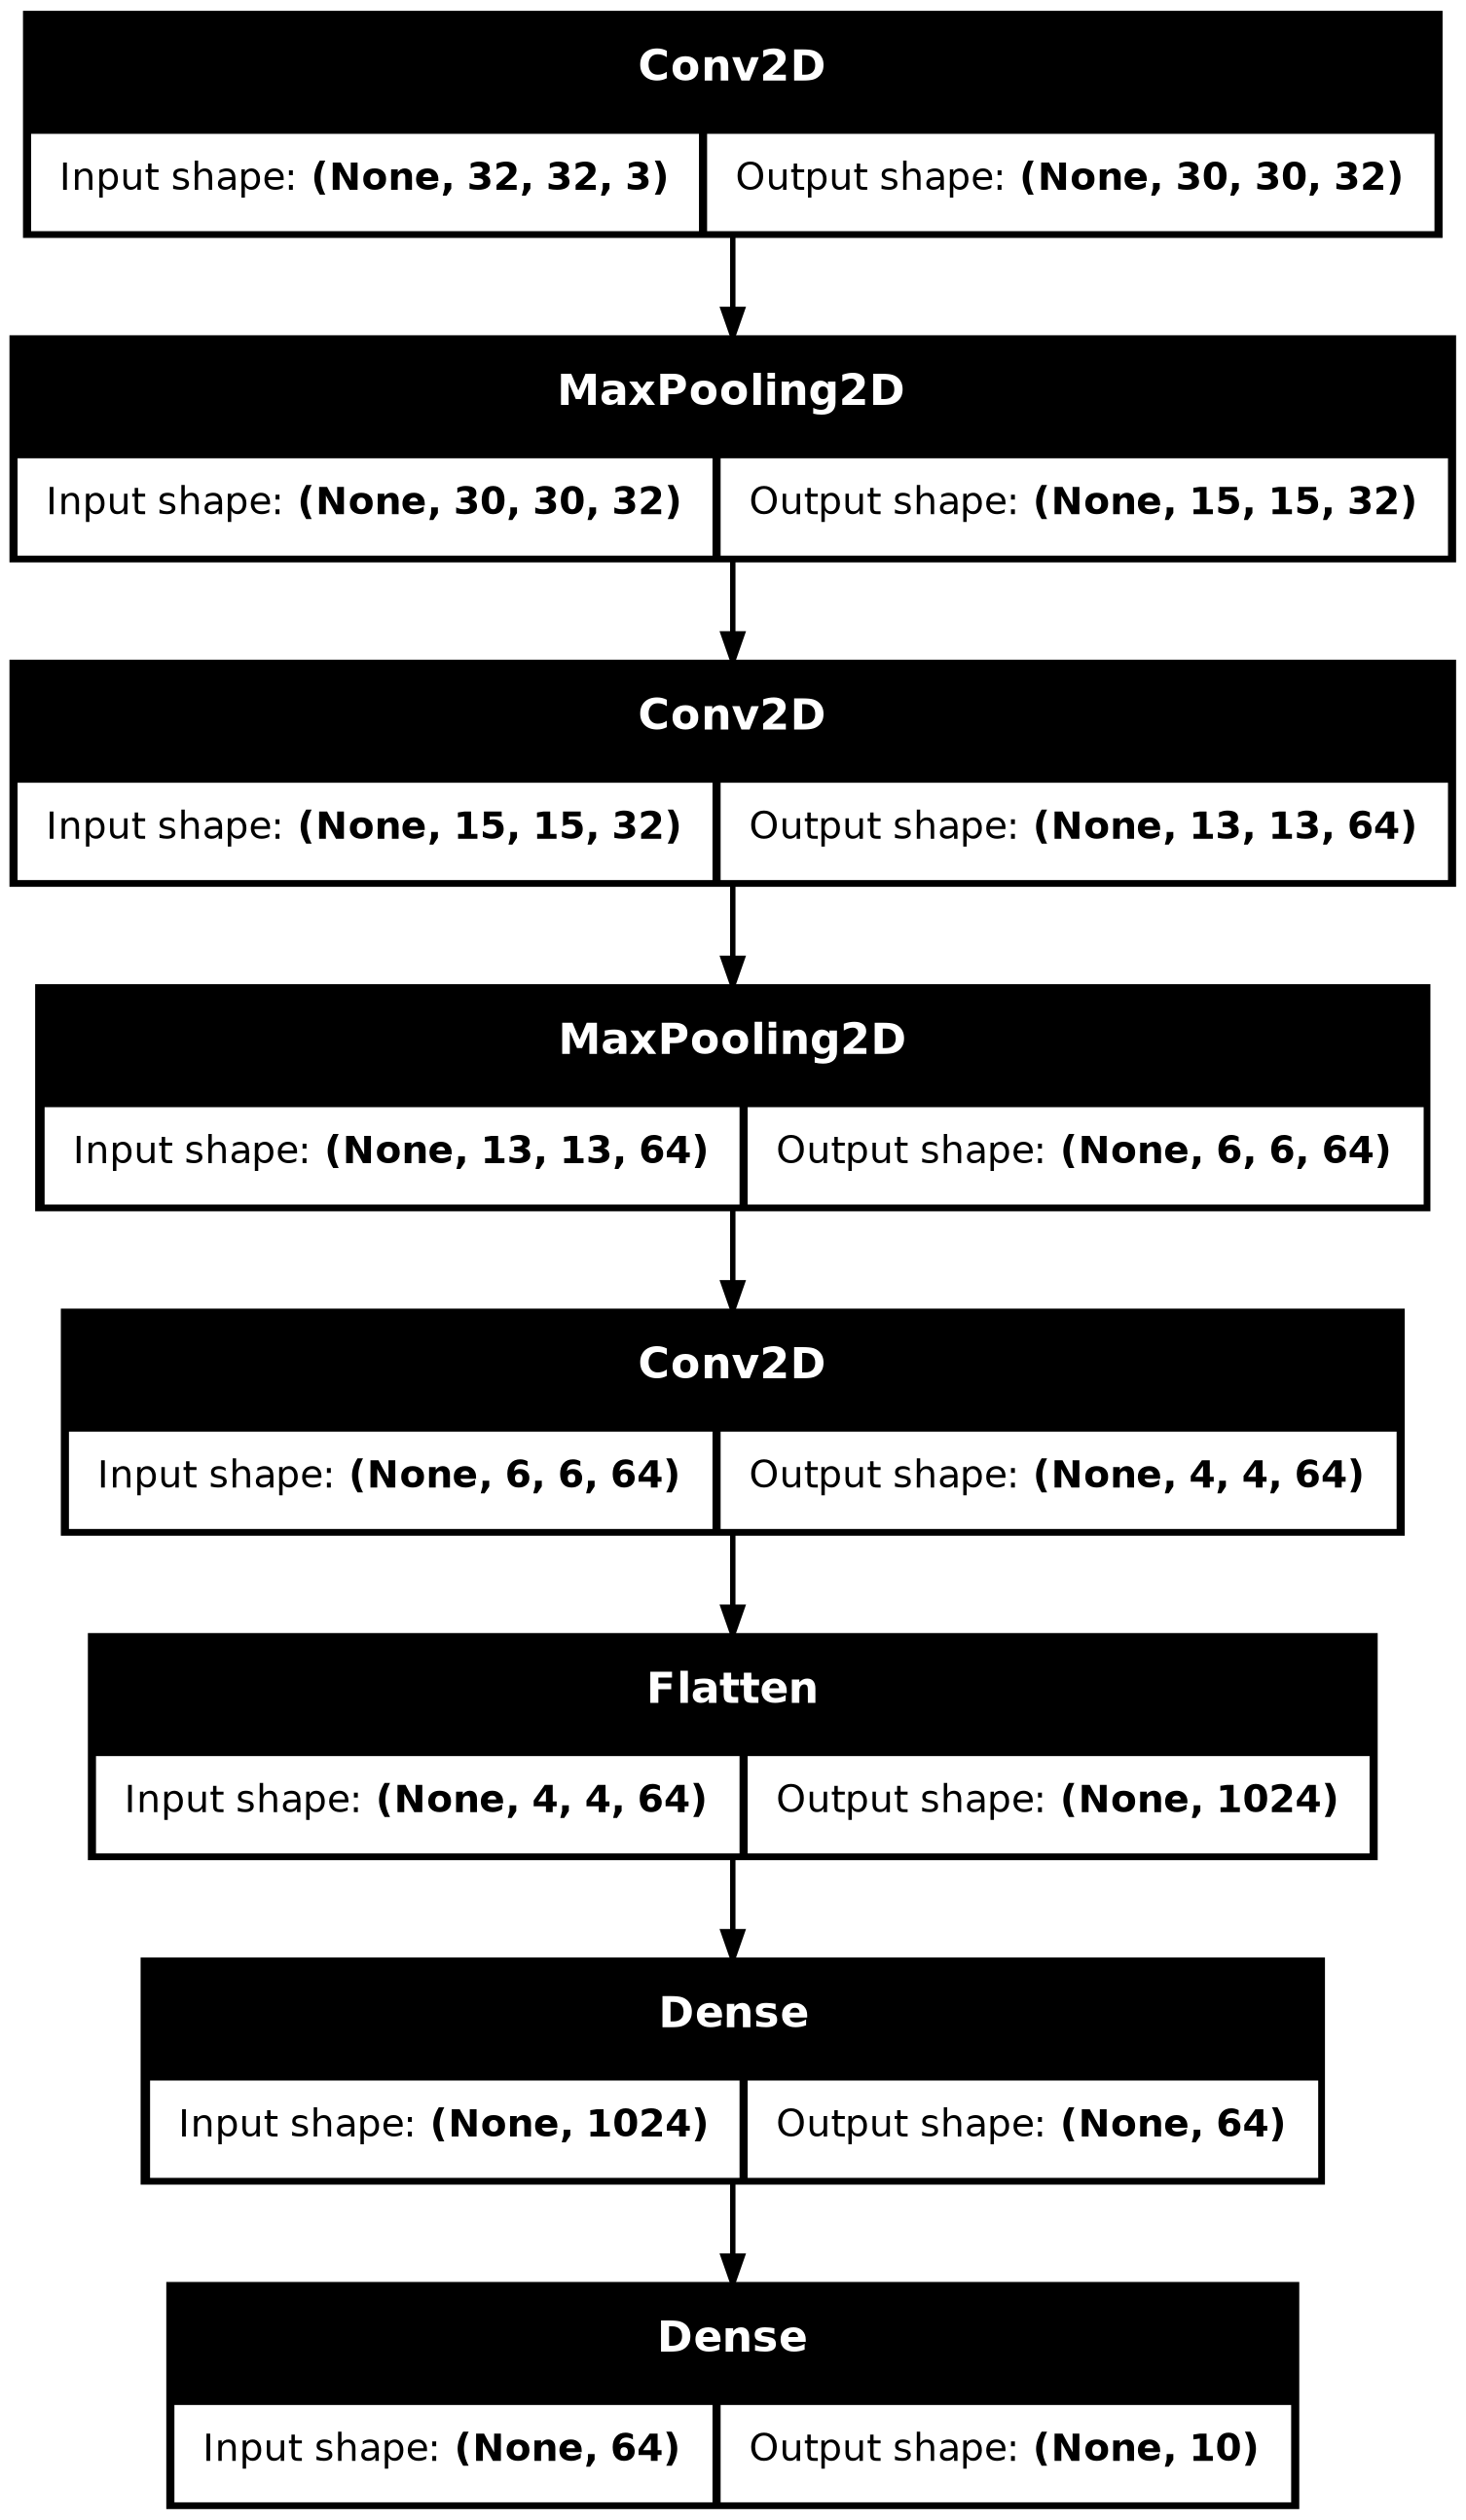 Conv2D
Input shape: (None, 32, 32, 3) Output shape: (None, 30, 30, 32)
MaxPooling2D
Input shape: (None, 30, 30, 32) Output shape: (None, 15, 15, 32)
Conv2D
Input shape: (None, 15, 15, 32) Output shape: (None, 13, 13, 64)
MaxPooling2D
Input shape: (None, 13, 13, 64) Output shape: (None, 6, 6, 64)
Conv2D
Input shape: (None, 6, 6, 64) Output shape: (None, 4, 4, 64)
Flatten
Input shape: (None, 4, 4, 64) Output shape: (None, 1024)
Dense
Input shape: (None, 1024) Output shape: (None, 64)
Dense
Input shape: (None, 64) Output shape: (None, 10)